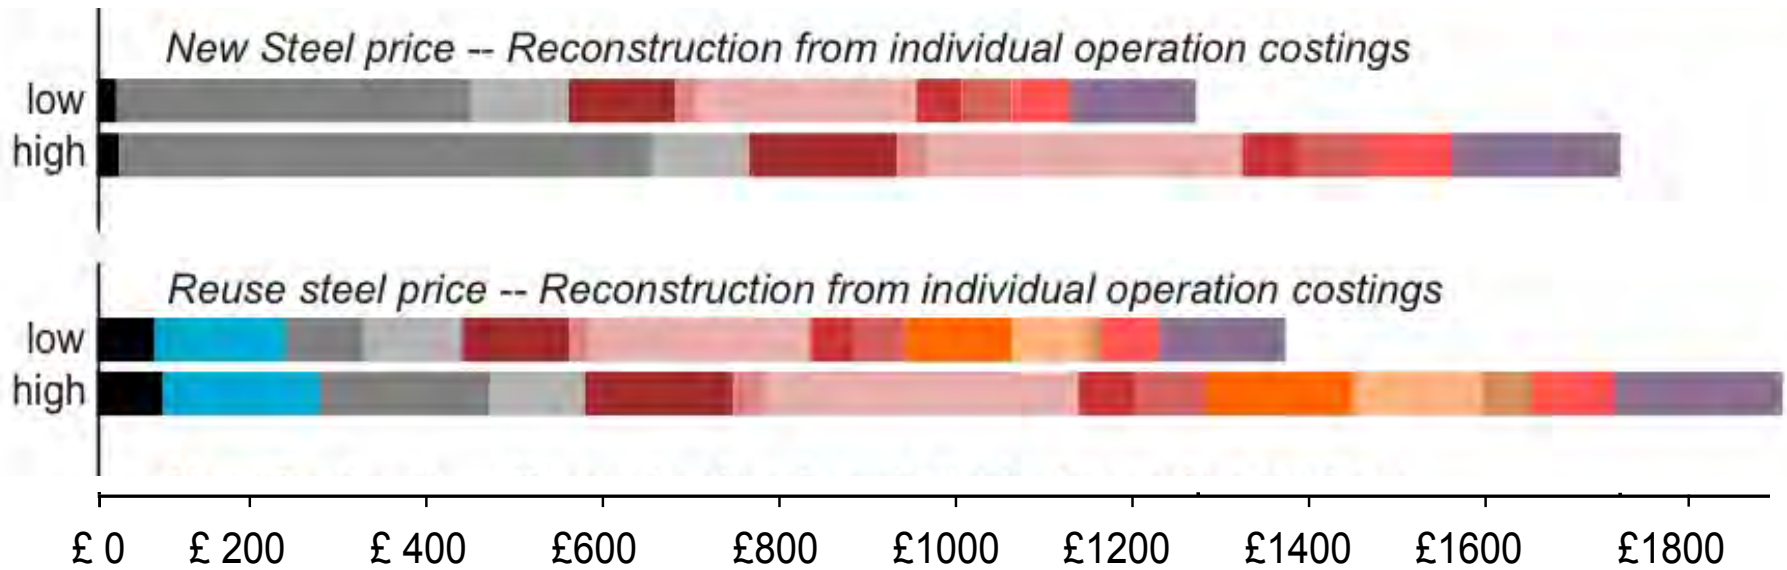 New Steel price -- Reconstruction from individual operation costings
low
high
Reuse steel price -- Reconstruction from individual operation costings
low
high
£ 0 £ 200 £ 400 £600 £800 £1000 £1200 £1400 £1600 £1800